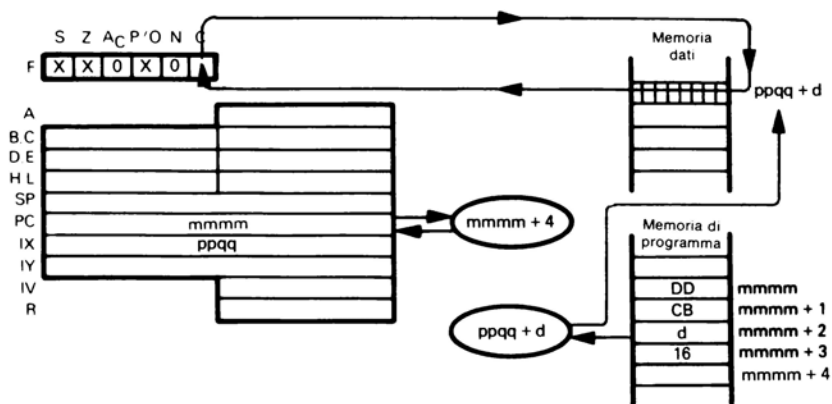 S Z A_C P'O N C
F X X 0 X 0
Memoria
dati
ppqq + d
A
B.C
D.E
H.L
SP
PC mmmm
IX ppqq
IY
IV
R
mmmm + 4
ppqq + d
Memoria di
programma
DD mmmm
CB mmmm + 1
d mmmm + 2
16 mmmm + 3
mmmm + 4